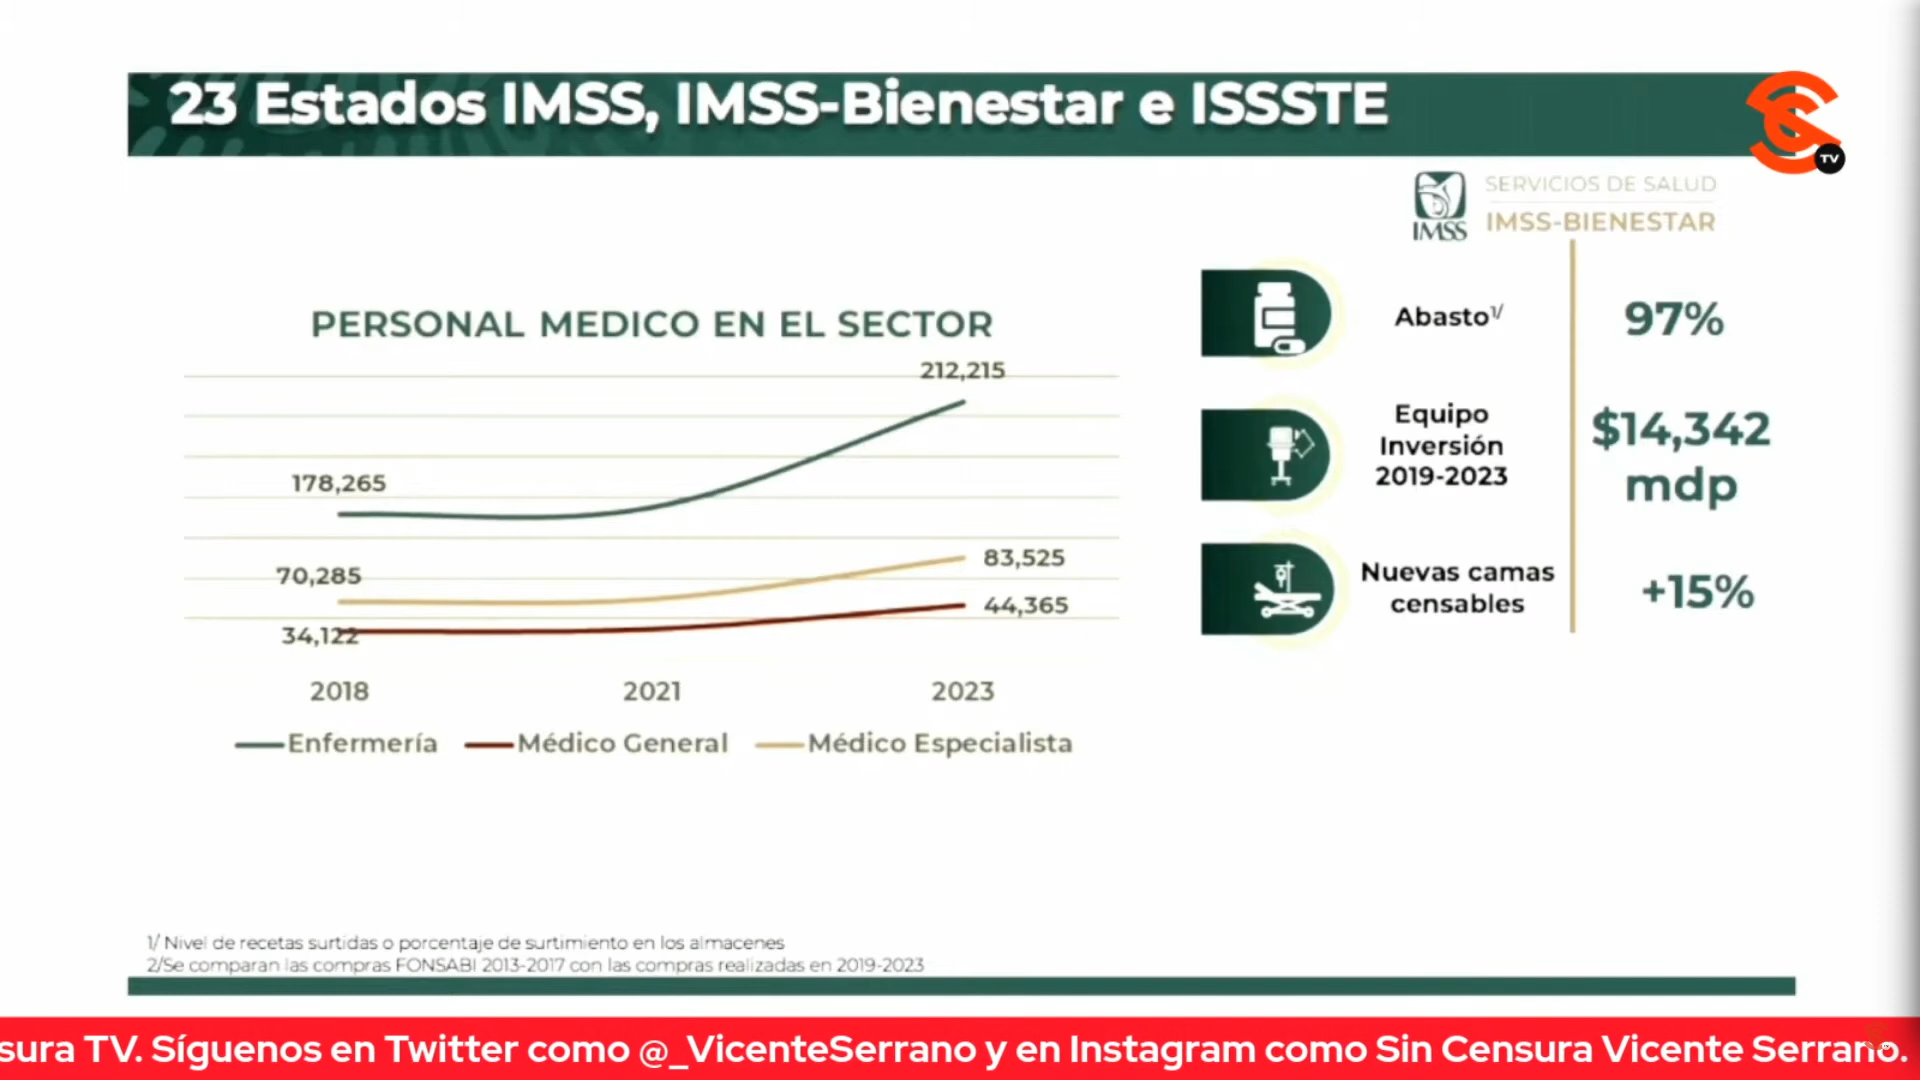 23 Estados IMSS, IMSS-Bienestar e ISSSTE
TV
IMSS
SERVICIOS DE SALUD
IMSS-BIENESTAR
PERSONAL MEDICO EN EL SECTOR
212,215
178,265
70,285
83,525
34,122
44,365
2018 2021 2023
Enfermería Médico General Médico Especialista
Abasto1/ 97%
Equipo
Inversión
2019-2023
$14,342
mdp
Nuevas camas
censables
+15%
1/ Nivel de recetas surtidas o porcentaje de surtimiento en los almacenes
2/Se comparan las compras FONSABI 2013-2017 con las compras realizadas en 2019-2023
sura TV. Síguenos en Twitter como @_VicenteSerrano y en Instagram como Sin Censura Vicente Serrano.